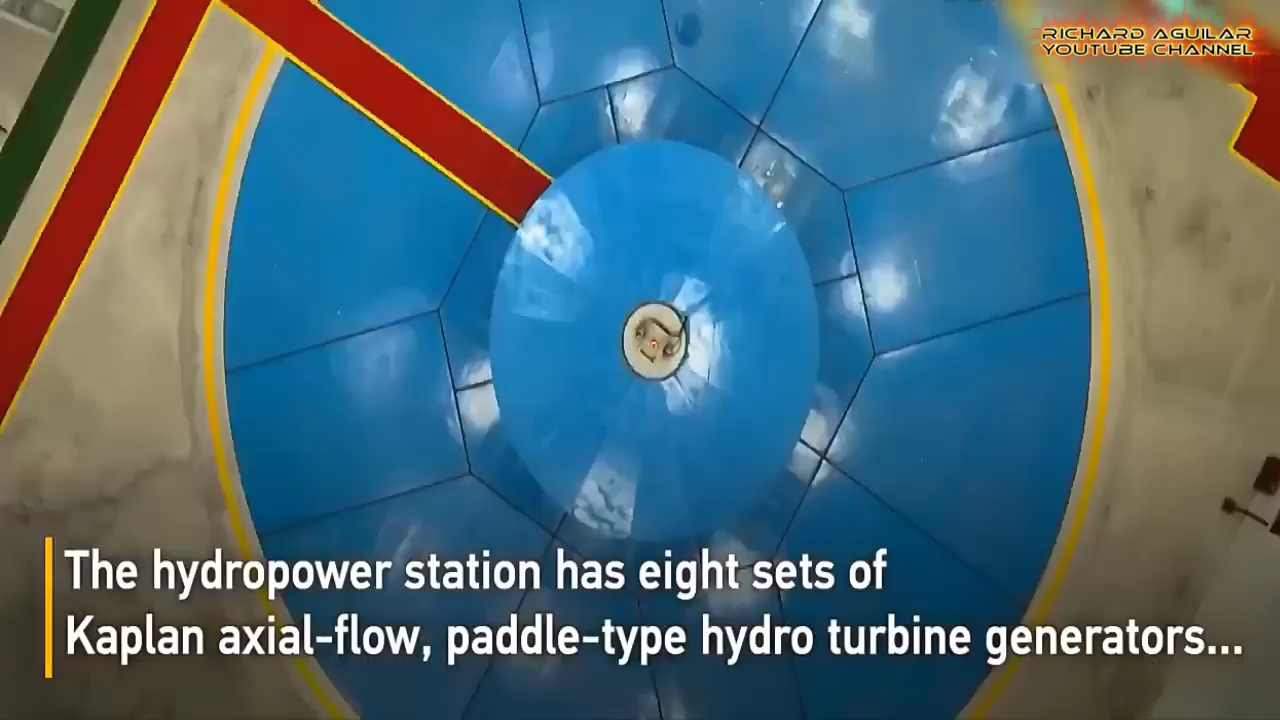 RICHARD AGUILAR
YOUTUBE CHANNEL
The hydropower station has eight sets of
Kaplan axial-flow, paddle-type hydro turbine generators...